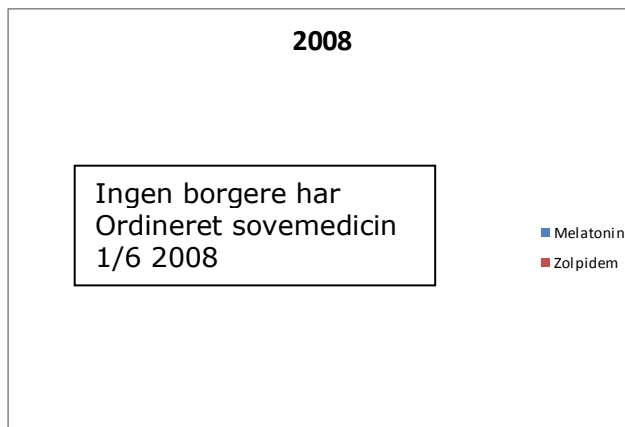 2008
Ingen borgere har
Ordineret sovemedicin
1/6 2008
Melatonin
Zolpidem